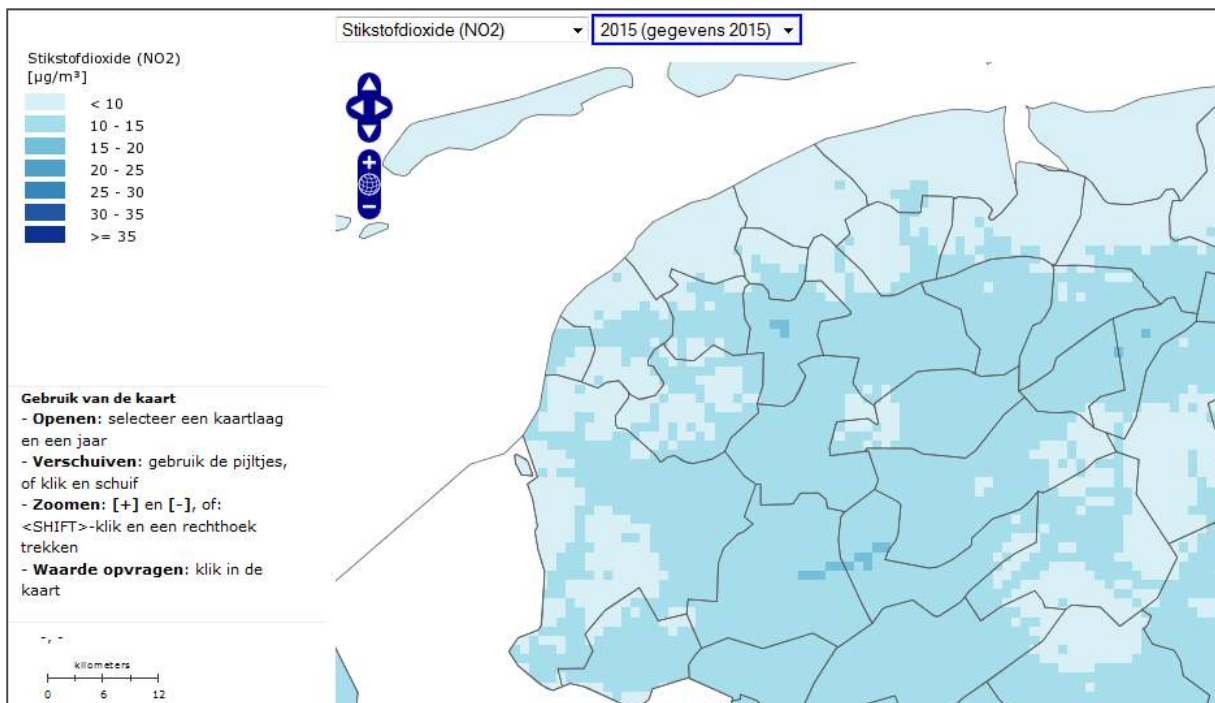 Stikstofdioxide (NO2)
2015 (gegevens 2015)
Stikstofdioxide (NO2)
[µg/m³]
< 10
10 - 15
15 - 20
20 - 25
25 - 30
30 - 35
>= 35
Gebruik van de kaart
- Openen: selecteer een kaartlaag
en een jaar
- Verschuiven: gebruik de pijltjes,
of klik en schuif
- Zoomen: [+] en [-], of:
<SHIFT>-klik en een rechthoek
trekken
- Waarde opvragen: klik in de
kaart
-, -
kilometers
0 6 12